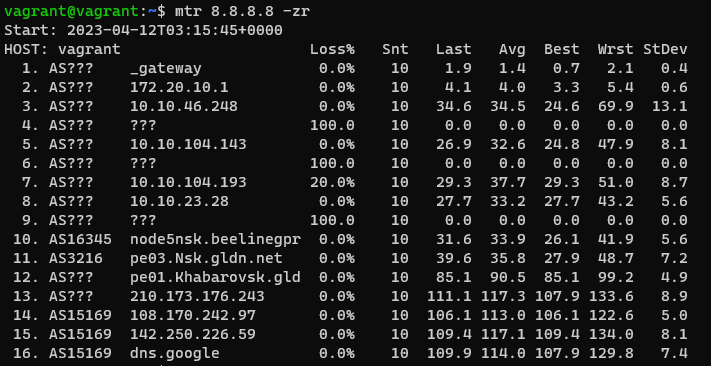 vagrant@vagrant:~$ mtr 8.8.8.8 -zr
Start: 2023-04-12T03:15:45+0000
HOST: vagrant Loss% Snt Last Avg Best Wrst StDev
1. AS??? _gateway 0.0% 10 1.9 1.4 0.7 2.1 0.4
2. AS??? 172.20.10.1 0.0% 10 4.1 4.0 3.3 5.4 0.6
3. AS??? 10.10.46.248 0.0% 10 34.6 34.5 24.6 69.9 13.1
4. AS??? ??? 100.0 10 0.0 0.0 0.0 0.0 0.0
5. AS??? 10.10.104.143 0.0% 10 26.9 32.6 24.8 47.9 8.1
6. AS??? ??? 100.0 10 0.0 0.0 0.0 0.0 0.0
7. AS??? 10.10.104.193 20.0% 10 29.3 37.7 29.3 51.0 8.7
8. AS??? 10.10.23.28 0.0% 10 27.7 33.2 27.7 43.2 5.6
9. AS??? ??? 100.0 10 0.0 0.0 0.0 0.0 0.0
10. AS16345 node5nsk.beelinegpr 0.0% 10 31.6 33.9 26.1 41.9 5.6
11. AS3216 pe03.Nsk.gldn.net 0.0% 10 39.6 35.8 27.9 48.7 7.2
12. AS??? pe01.Khabarovsk.gld 0.0% 10 85.1 90.5 85.1 99.2 4.9
13. AS??? 210.173.176.243 0.0% 10 111.1 117.3 107.9 133.6 8.9
14. AS15169 108.170.242.97 0.0% 10 106.1 113.0 106.1 122.6 5.0
15. AS15169 142.250.226.59 0.0% 10 109.4 117.1 109.4 134.0 8.1
16. AS15169 dns.google 0.0% 10 109.9 114.0 107.9 129.8 7.4